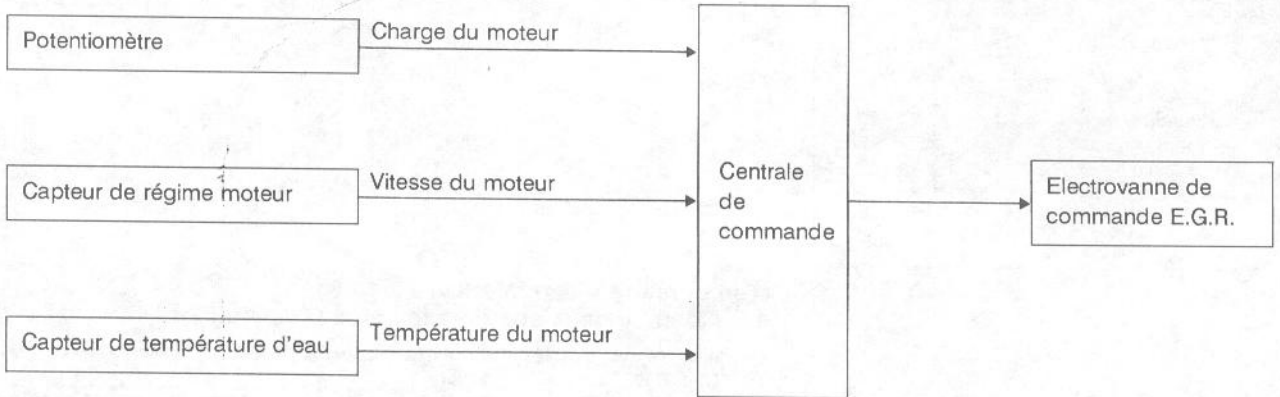 Potentiomètre
Charge du moteur
Capteur de régime moteur
Vitesse du moteur
Centrale
de
commande
Electrovanne de
commande E.G.R.
Capteur de température d'eau
Température du moteur